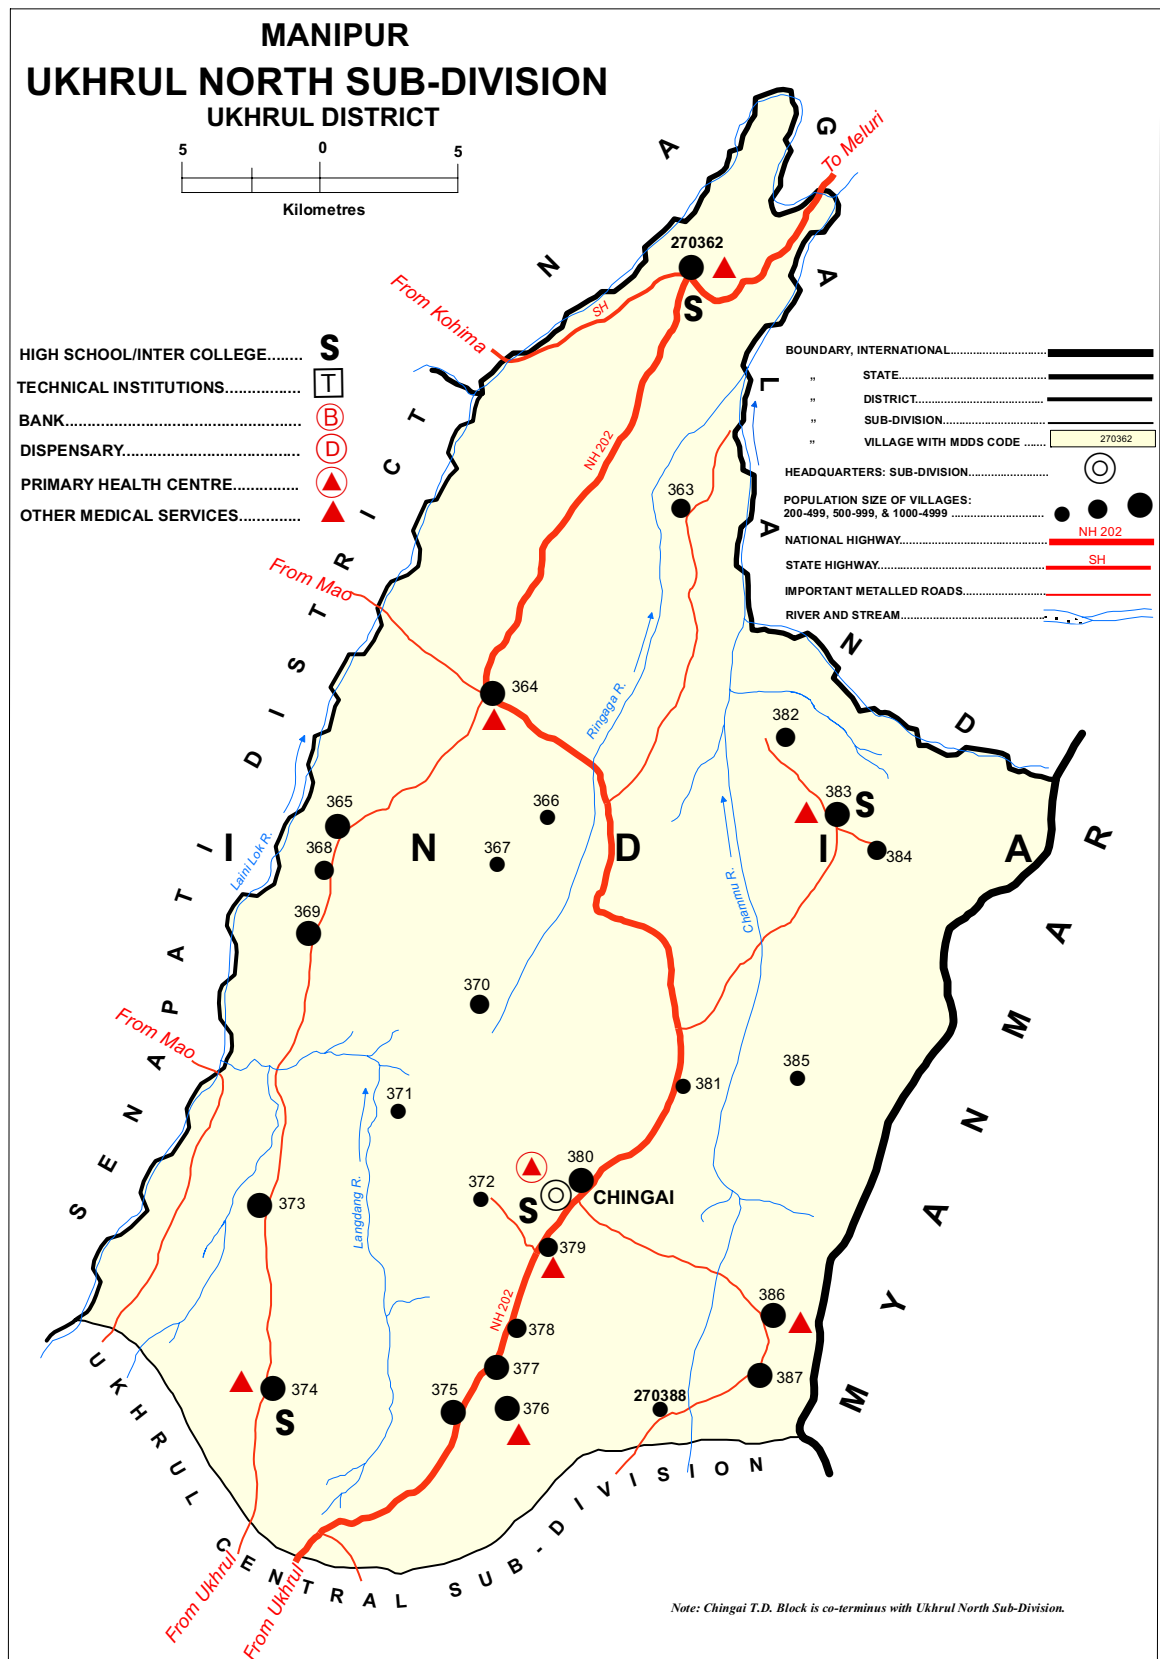 MANIPUR
UKHRUL NORTH SUB-DIVISION
UKHRUL DISTRICT
5 0 5
Kilometres
NAGALAND
To Meluri
270362
S
From Kohima
SH
HIGH SCHOOL/INTER COLLEGE........ S
TECHNICAL INSTITUTIONS................. T
BANK.................................................... B
DISPENSARY....................................... D
PRIMARY HEALTH CENTRE...............
OTHER MEDICAL SERVICES.............
BOUNDARY, INTERNATIONAL.............................
" STATE.............................................
" DISTRICT........................................
" SUB-DIVISION................................
" VILLAGE WITH MDDS CODE ....... 270362
HEADQUARTERS: SUB-DIVISION........................
POPULATION SIZE OF VILLAGES:
200-499, 500-999, & 1000-4999 ............................
NATIONAL HIGHWAY............................................ NH 202
STATE HIGHWAY.................................................. SH
IMPORTANT METALLED ROADS.........................
RIVER AND STREAM...........................................
NH 202
363
From Mao
364
Ringaga R.
382
383
S
384
365
366
367
368
INDIA
Laini Lok R.
SENAPATI DISTRICT
369
Chammu R.
370
From Mao
371
381
385
MYANMAR
372
380
S
CHINGAI
373
Langdang R.
379
NH 202
378
386
377
387
374
S
375
376
270388
UKHRUL CENTRAL SUB-DIVISION
From Ukhrul
From Ukhrul
Note: Chingai T.D. Block is co-terminus with Ukhrul North Sub-Division.